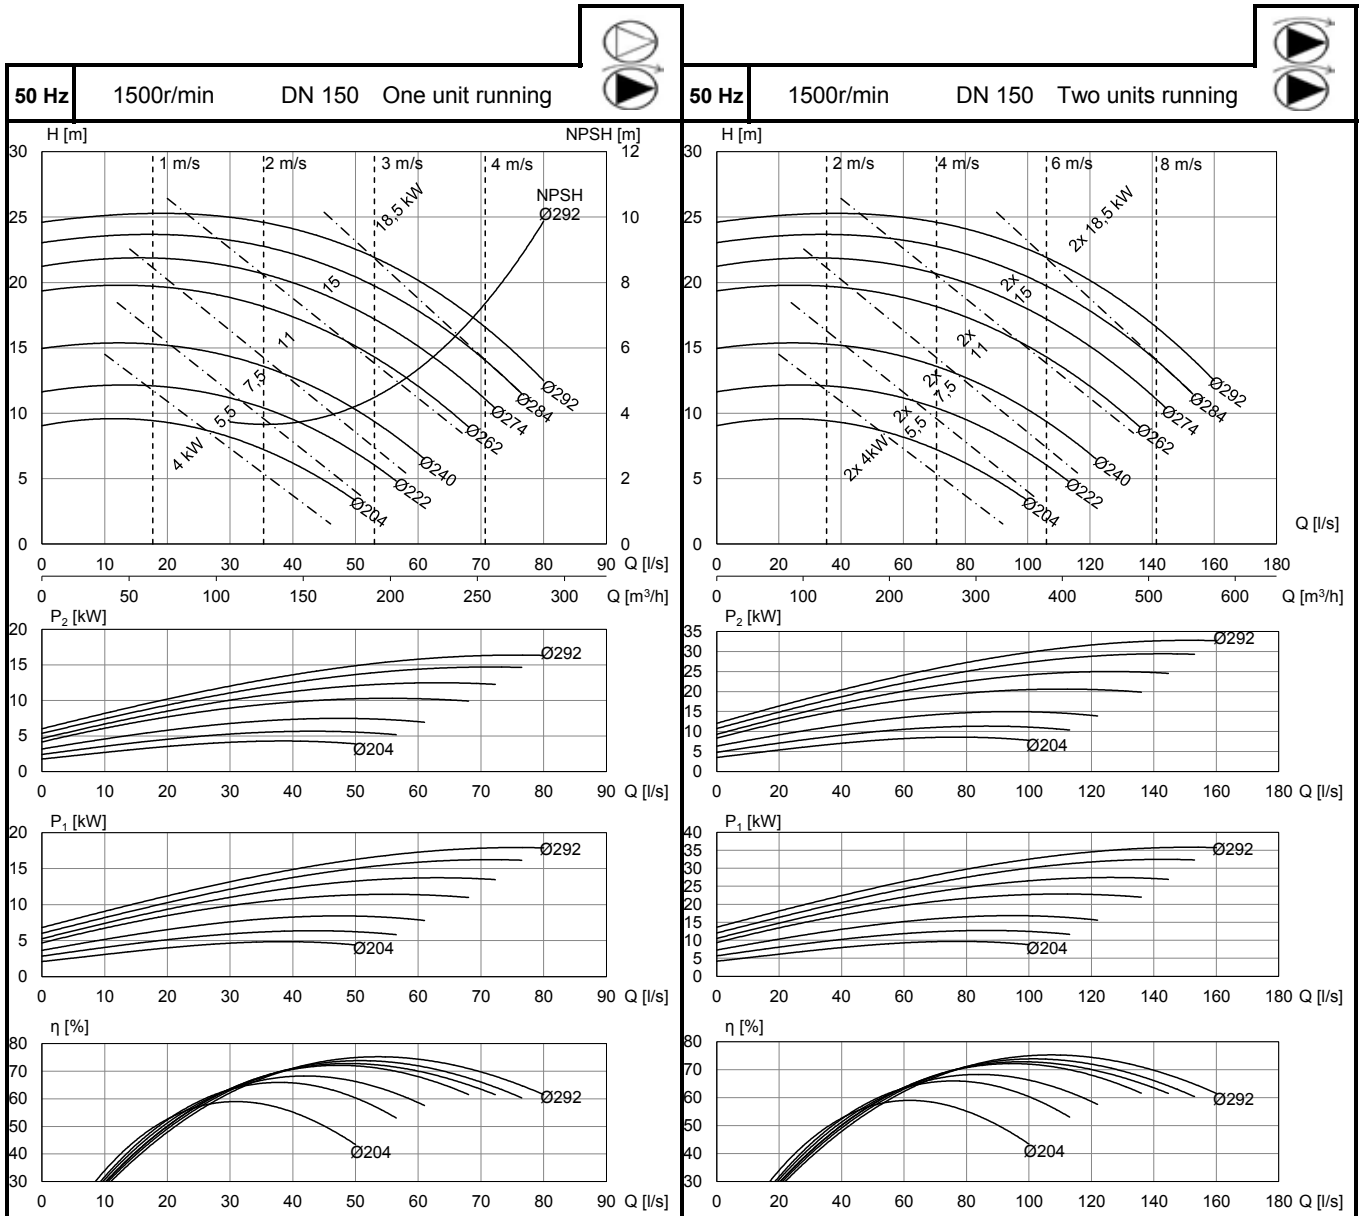 50 Hz 1500r/min DN 150 One unit running
H [m] NPSH [m]
30 1 m/s 2 m/s 3 m/s 4 m/s 12
18,5 kW
NPSH
Ø292
25 10
20 15 8
15 11 6
7,5
Ø292
Ø284
10 5,5 Ø274 4
Ø262
4 kW
Ø240
5 Ø222 2
Ø204
0 0
0 10 20 30 40 50 60 70 80 90 Q [l/s]
0 50 100 150 200 250 300 Q [m³/h]
P₂ [kW]
20
15 Ø292
10
5 Ø204
0
0 10 20 30 40 50 60 70 80 90 Q [l/s]
P₁ [kW]
20
15 Ø292
10
5 Ø204
0
0 10 20 30 40 50 60 70 80 90 Q [l/s]
η [%]
80
70
60 Ø292
50
40 Ø204
30
0 10 20 30 40 50 60 70 80 90 Q [l/s]
50 Hz 1500r/min DN 150 Two units running
H [m]
30 2 m/s 4 m/s 6 m/s 8 m/s
2x 18,5 kW
25
20 2x 15
15 2x 11
2x 7,5
Ø292
Ø284
10 2x 5,5 Ø274
Ø262
2x 4kW
Ø240
5 Ø222
Ø204
Q [l/s]
0
0 20 40 60 80 100 120 140 160 180
0 100 200 300 400 500 600 Q [m³/h]
P₂ [kW]
35 Ø292
30
25
20
15
10
5 Ø204
0
0 20 40 60 80 100 120 140 160 180 Q [l/s]
P₁ [kW]
40
35 Ø292
30
25
20
15
10
5 Ø204
0
0 20 40 60 80 100 120 140 160 180 Q [l/s]
η [%]
80
70
60 Ø292
50
40 Ø204
30
0 20 40 60 80 100 120 140 160 180 Q [l/s]